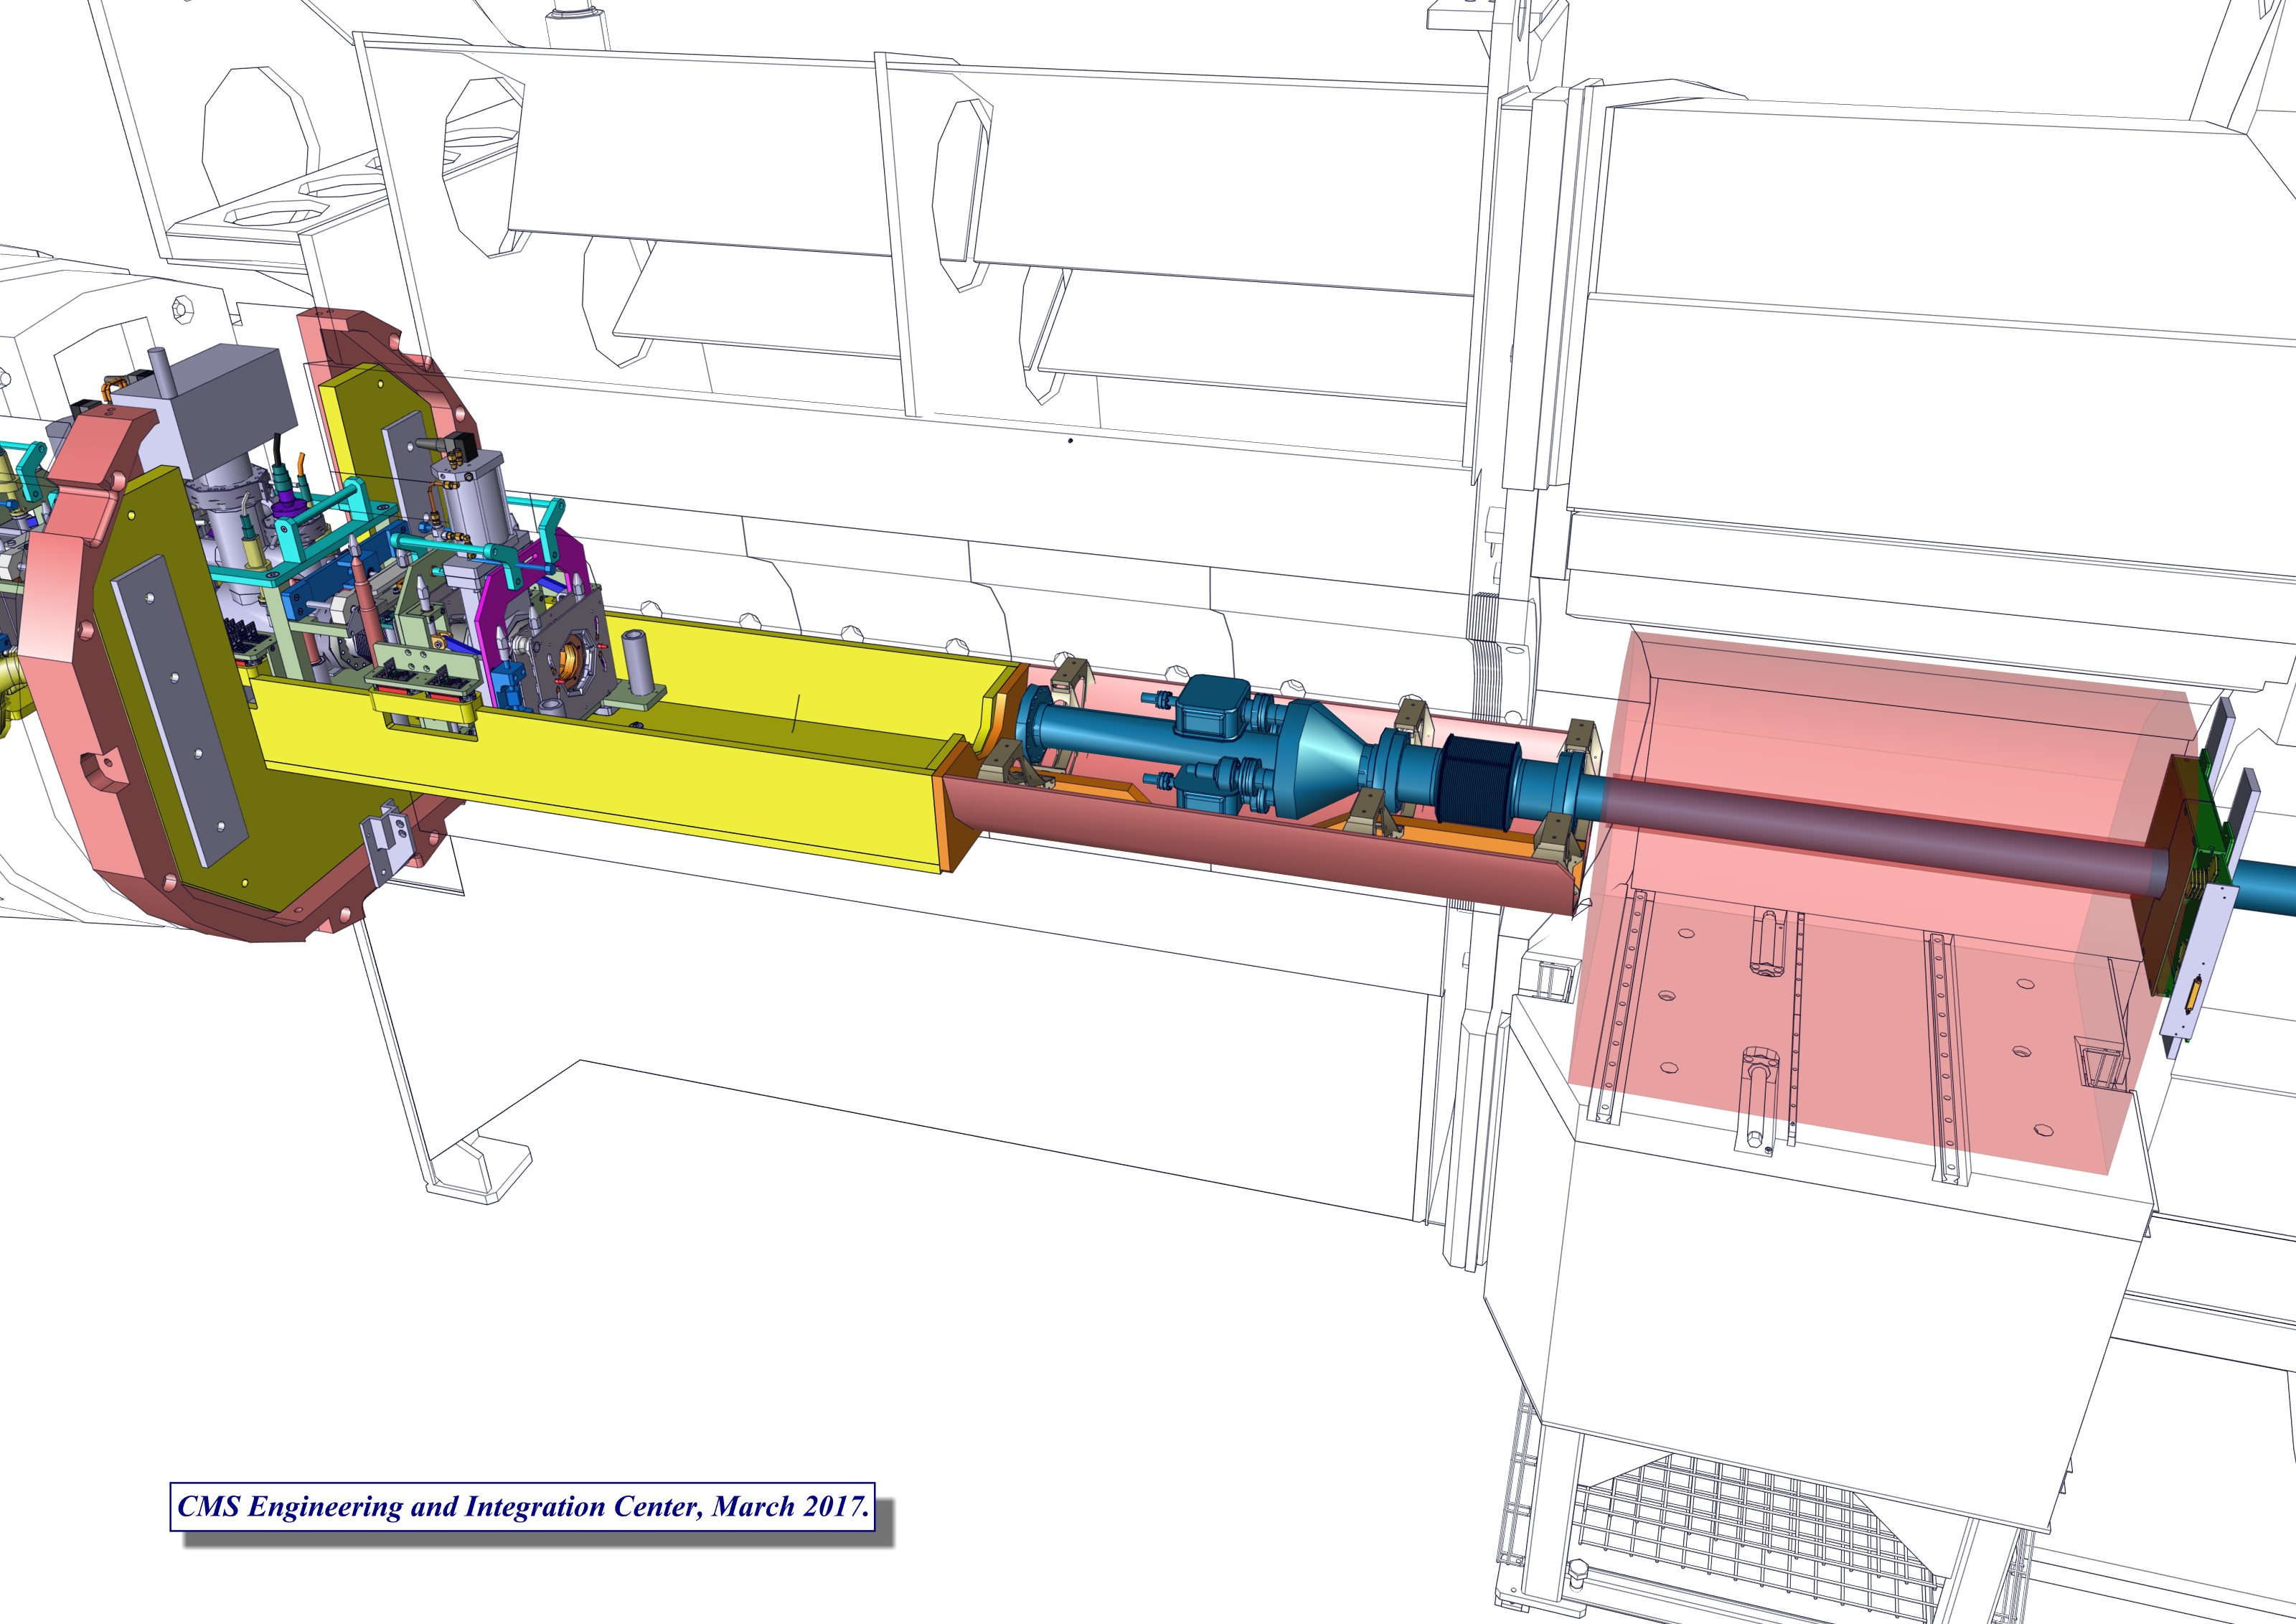 CMS Engineering and Integration Center, March 2017.